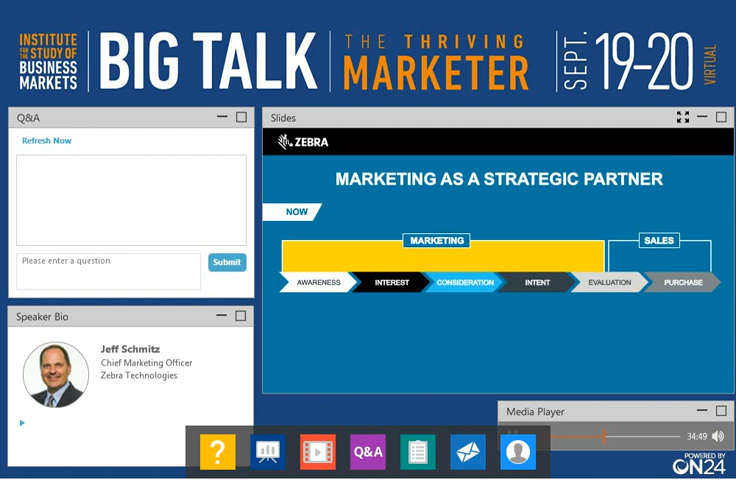 INSTITUTE
FOR THE STUDY OF
BUSINESS
MARKETS
BIG TALK
THE THRIVING
MARKETER
SEPT.
19–20
VIRTUAL
Q&A
Refresh Now
Please enter a question
Submit
Slides
ZEBRA
MARKETING AS A STRATEGIC PARTNER
NOW
MARKETING
SALES
AWARENESS
INTEREST
CONSIDERATION
INTENT
EVALUATION
PURCHASE
Speaker Bio
Jeff Schmitz
Chief Marketing Officer
Zebra Technologies
Media Player
34:49
?
Q&A
POWERED BY
ON24